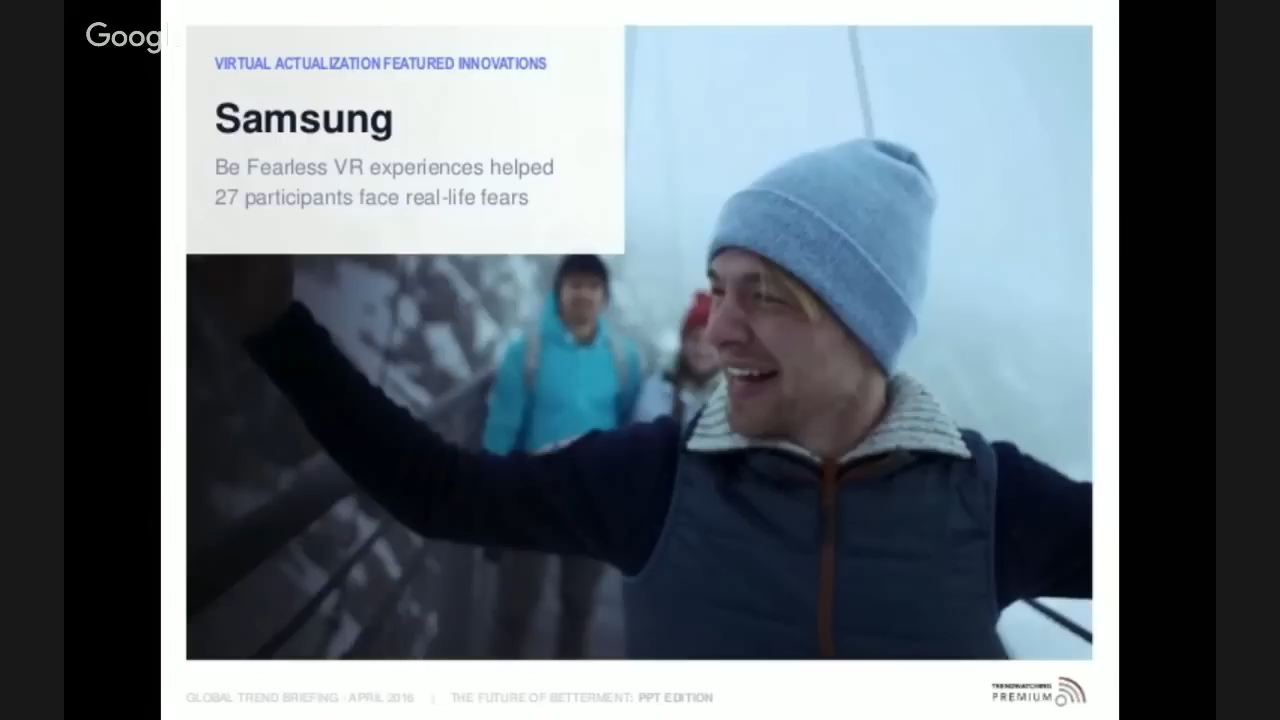 Google
VIRTUAL ACTUALIZATION FEATURED INNOVATIONS
Samsung
Be Fearless VR experiences helped
27 participants face real-life fears
GLOBAL TREND BRIEFING · APRIL 2016 | THE FUTURE OF BETTERMENT: PPT EDITION
TRENDWATCHING
PREMIUM